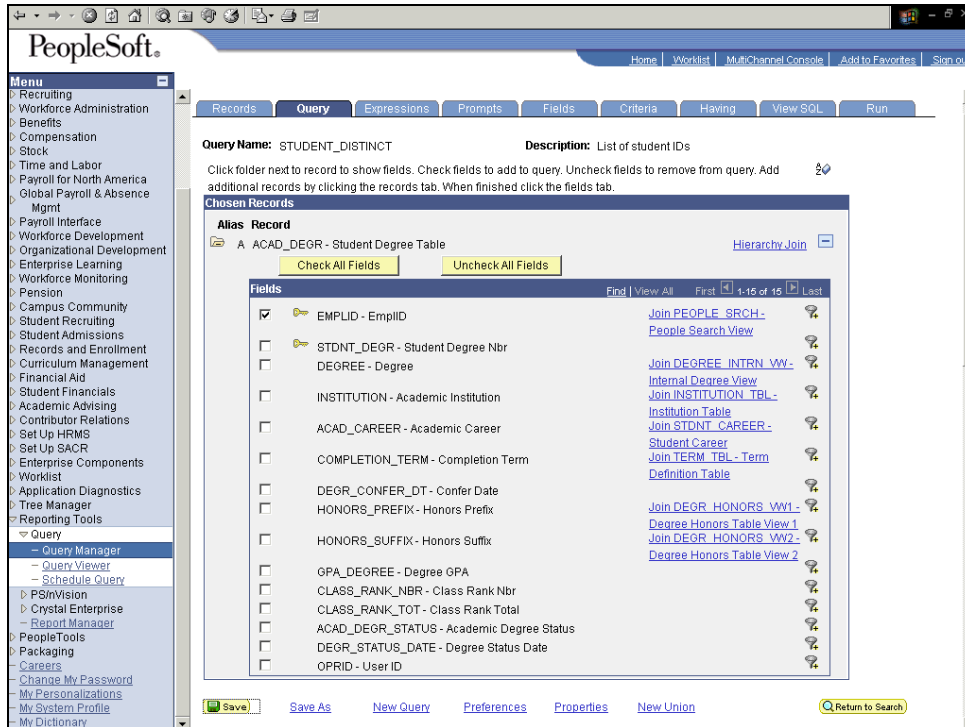 PeopleSoft®
Home | Worklist | MultiChannel Console | Add to Favorites | Sign ou
Menu
Recruiting
Workforce Administration
Benefits
Compensation
Stock
Time and Labor
Payroll for North America
Global Payroll & Absence
Mgmt
Payroll Interface
Workforce Development
Organizational Development
Enterprise Learning
Workforce Monitoring
Pension
Campus Community
Student Recruiting
Student Admissions
Records and Enrollment
Curriculum Management
Financial Aid
Student Financials
Academic Advising
Contributor Relations
Set Up HRMS
Set Up SACR
Enterprise Components
Worklist
Application Diagnostics
Tree Manager
Reporting Tools
Query
Query Manager
Query Viewer
Schedule Query
PS/nVision
Crystal Enterprise
Report Manager
PeopleTools
Packaging
Careers
Change My Password
My Personalizations
My System Profile
My Dictionary
Records Query Expressions Prompts Fields Criteria Having View SQL Run
Query Name: STUDENT_DISTINCT Description: List of student IDs
Click folder next to record to show fields. Check fields to add to query. Uncheck fields to remove from query. Add
additional records by clicking the records tab. When finished click the fields tab.
Chosen Records
Alias Record
A ACAD_DEGR - Student Degree Table Hierarchy Join
Check All Fields Uncheck All Fields
Fields Find | View All First 1-15 of 15 Last
EMPLID - EmplID Join PEOPLE_SRCH -
People Search View
STDNT_DEGR - Student Degree Nbr
DEGREE - Degree Join DEGREE_INTRN_VW -
Internal Degree View
INSTITUTION - Academic Institution Join INSTITUTION_TBL -
Institution Table
ACAD_CAREER - Academic Career Join STDNT_CAREER -
Student Career
COMPLETION_TERM - Completion Term Join TERM_TBL - Term
Definition Table
DEGR_CONFER_DT - Confer Date
HONORS_PREFIX - Honors Prefix Join DEGR_HONORS_VW1 -
Degree Honors Table View 1
HONORS_SUFFIX - Honors Suffix Join DEGR_HONORS_VW2 -
Degree Honors Table View 2
GPA_DEGREE - Degree GPA
CLASS_RANK_NBR - Class Rank Nbr
CLASS_RANK_TOT - Class Rank Total
ACAD_DEGR_STATUS - Academic Degree Status
DEGR_STATUS_DATE - Degree Status Date
OPRID - User ID
Save Save As New Query Preferences Properties New Union Return to Search